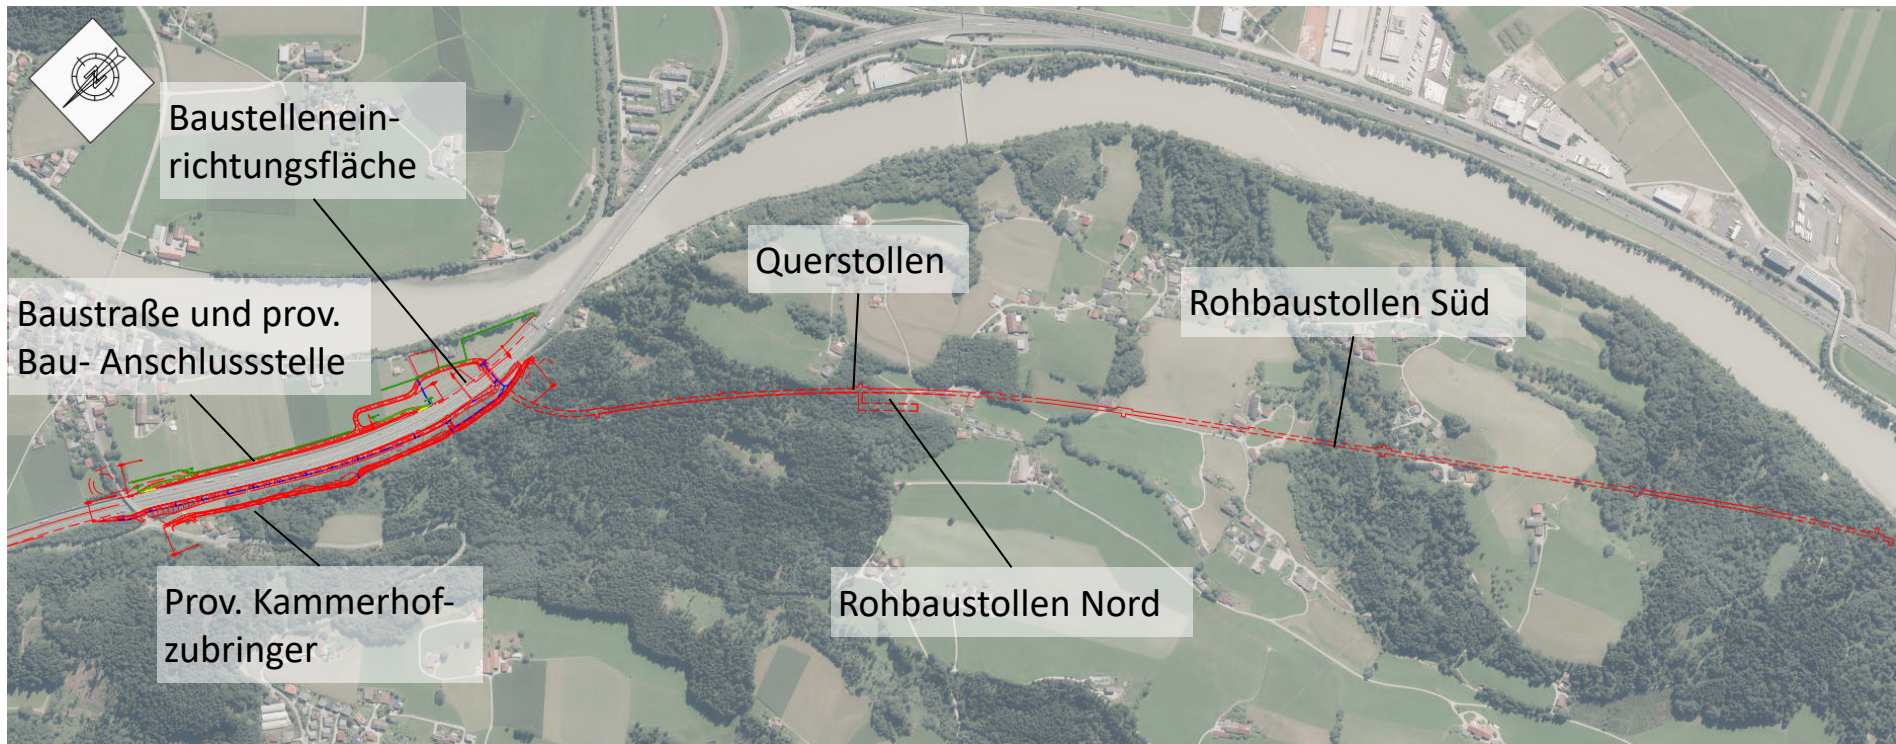 Baustellenein-
richtungsfläche
Querstollen
Rohbaustollen Süd
Baustraße und prov.
Bau- Anschlussstelle
Prov. Kammerhof-
zubringer
Rohbaustollen Nord
N